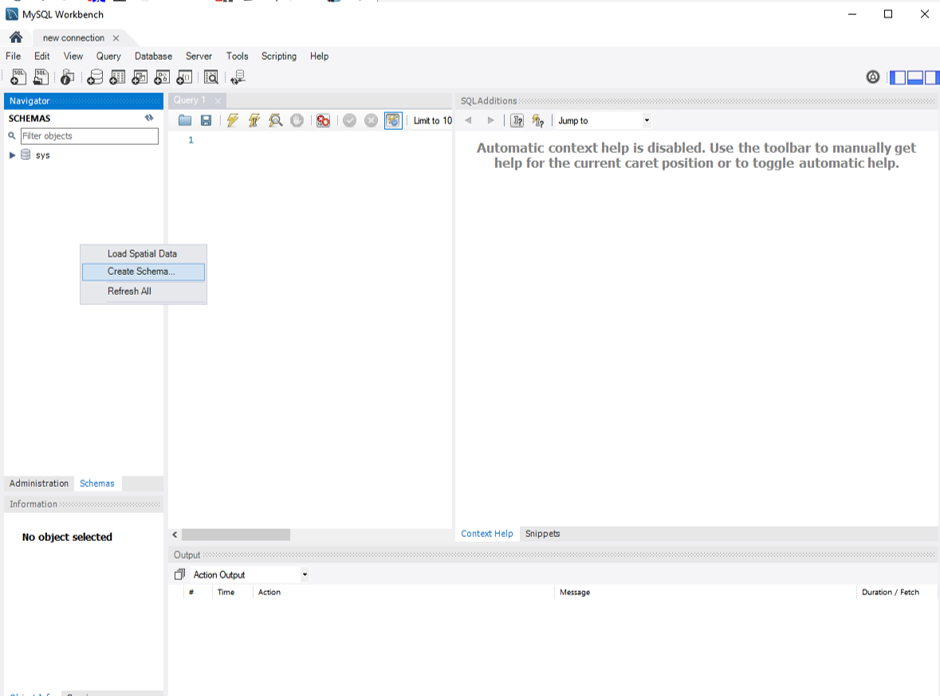 MySQL Workbench
new connection
File Edit View Query Database Server Tools Scripting Help
Navigator
SCHEMAS
Filter objects
sys
Load Spatial Data
Create Schema...
Refresh All
Administration Schemas
Information
No object selected
Query 1
Limit to 10
1
SQLAdditions
Jump to
Automatic context help is disabled. Use the toolbar to manually get
help for the current caret position or to toggle automatic help.
Context Help Snippets
Output
Action Output
# Time Action Message Duration / Fetch